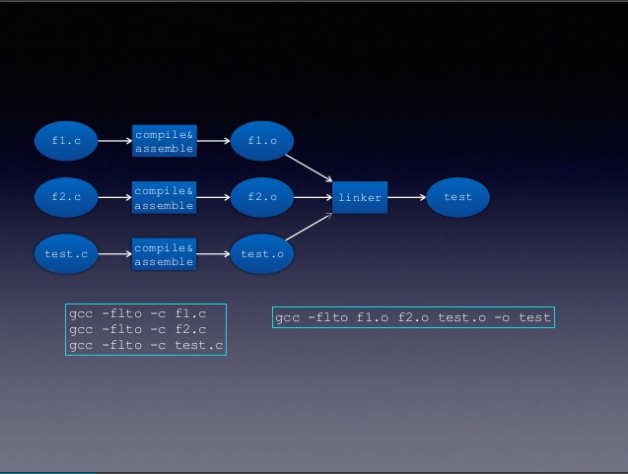 f1.c
compile&
assemble
f1.o
f2.c
compile&
assemble
f2.o
linker
test
test.c
compile&
assemble
test.o
gcc -flto -c f1.c
gcc -flto -c f2.c
gcc -flto -c test.c
gcc -flto f1.o f2.o test.o -o test